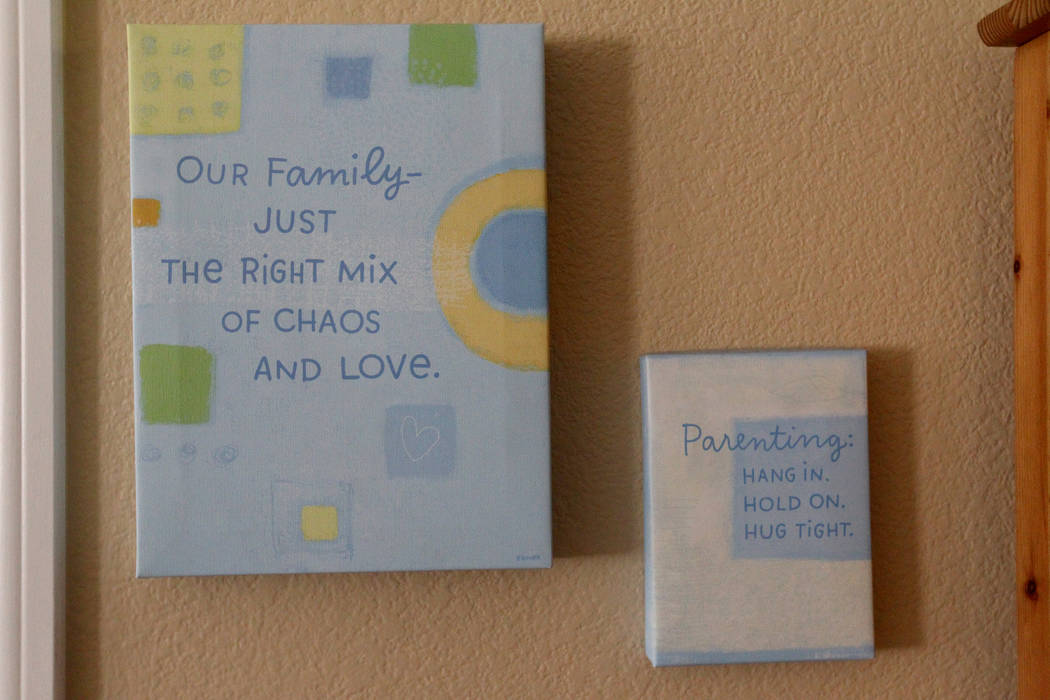 Our Family-
JUST
THE RIGHT MIX
OF CHAOS
AND LOVE.
Parenting:
HANG IN.
HOLD ON.
HUG TIGHT.